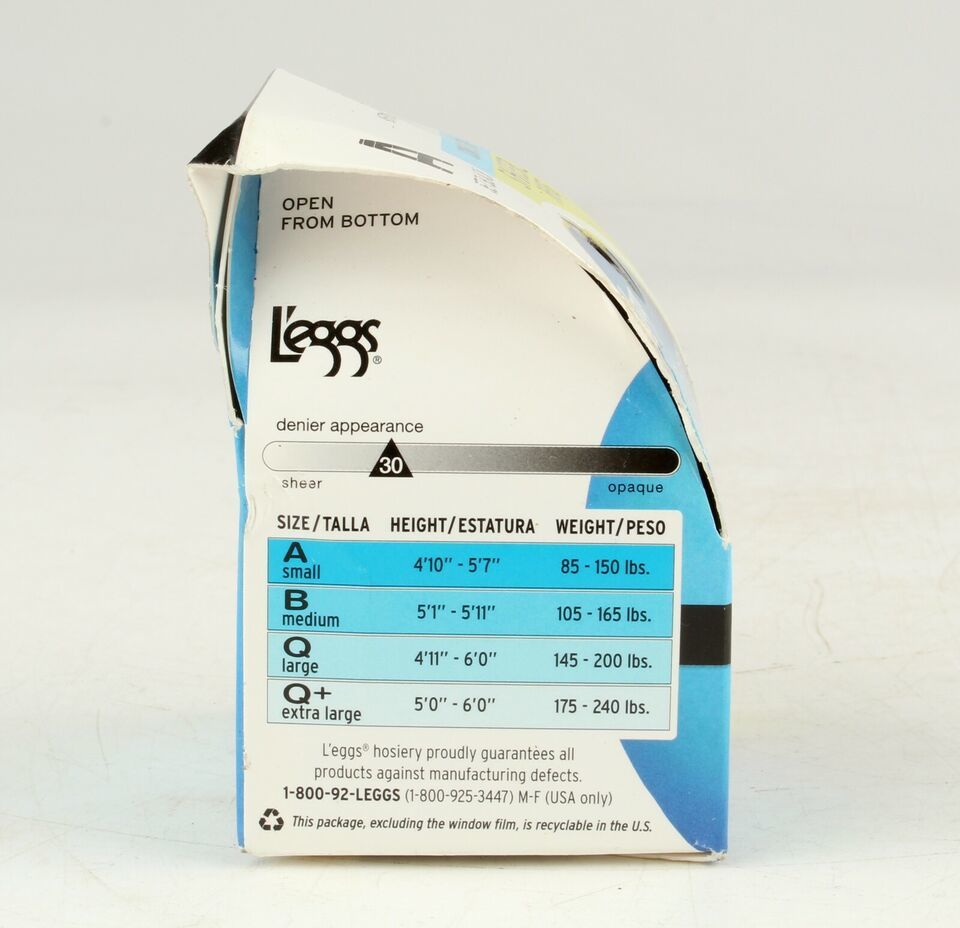 A
OPEN
FROM BOTTOM
L'eggs®
denier appearance
30
sheer opaque
SIZE/TALLA HEIGHT/ESTATURA WEIGHT/PESO
A small 4'10" - 5'7" 85 - 150 lbs.
B medium 5'1" - 5'11" 105 - 165 lbs.
Q large 4'11" - 6'0" 145 - 200 lbs.
Q+ extra large 5'0" - 6'0" 175 - 240 lbs.
L'eggs® hosiery proudly guarantees all
products against manufacturing defects.
1-800-92-LEGGS (1-800-925-3447) M-F (USA only)
This package, excluding the window film, is recyclable in the U.S.